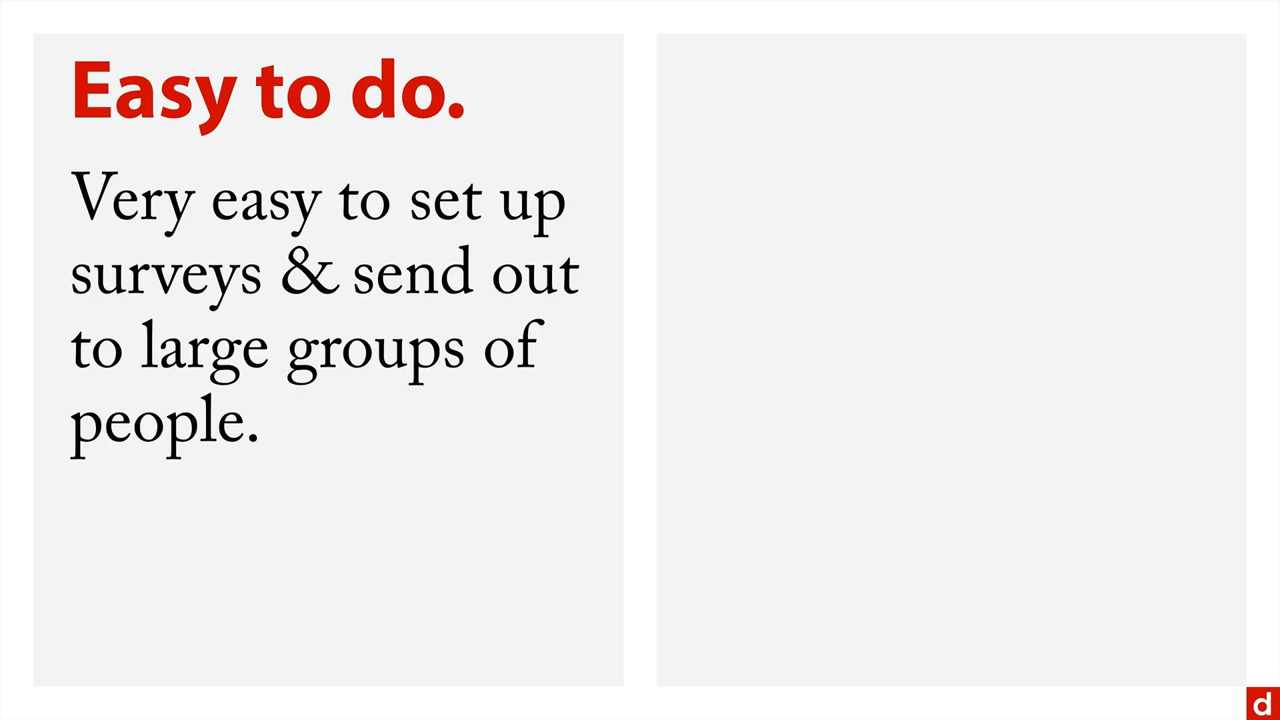 Easy to do.
Very easy to set up
surveys & send out
to large groups of
people.
d